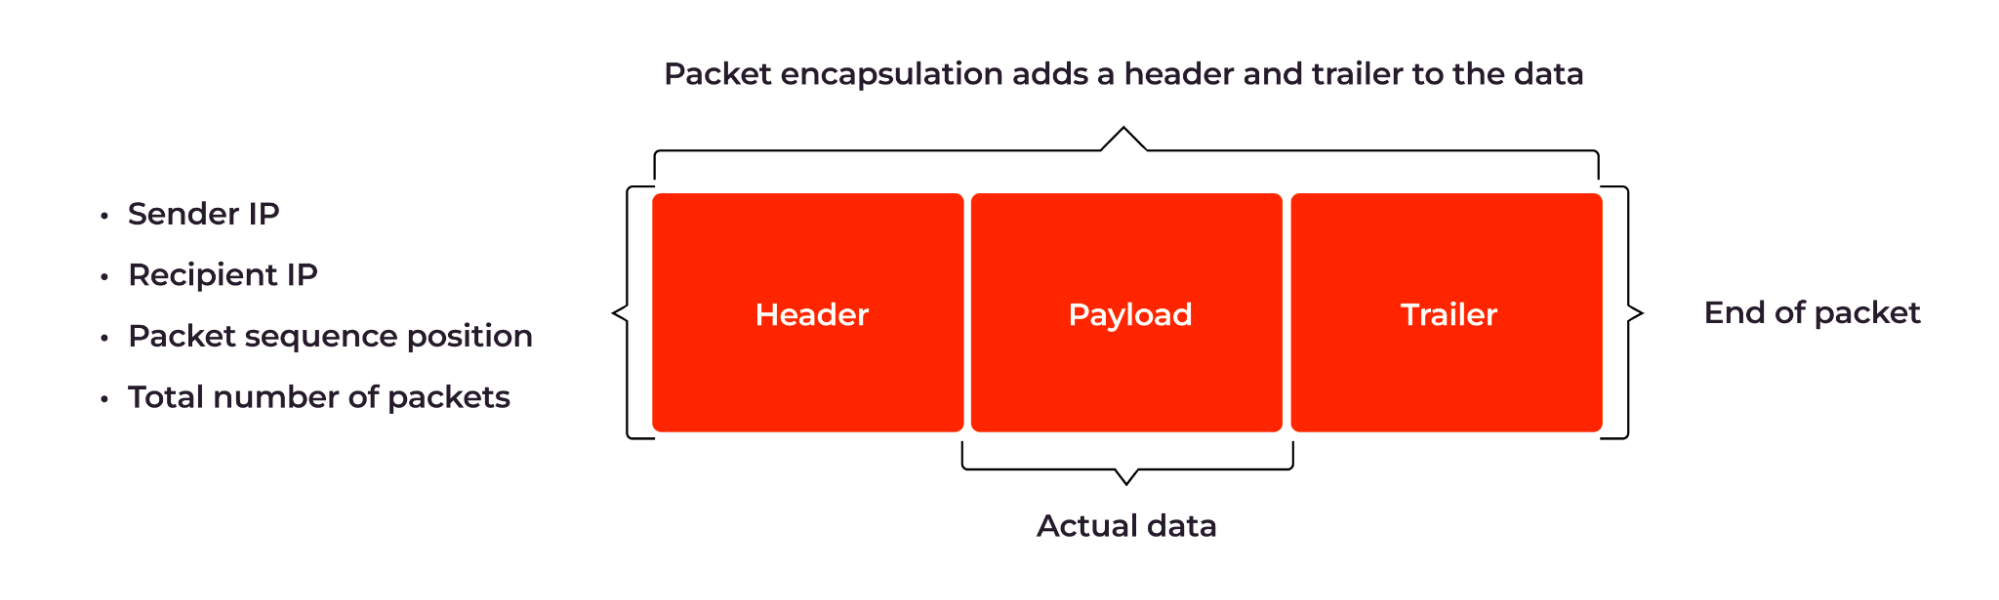 Packet encapsulation adds a header and trailer to the data
• Sender IP
• Recipient IP
• Packet sequence position
• Total number of packets
Header
Payload
Trailer
End of packet
Actual data